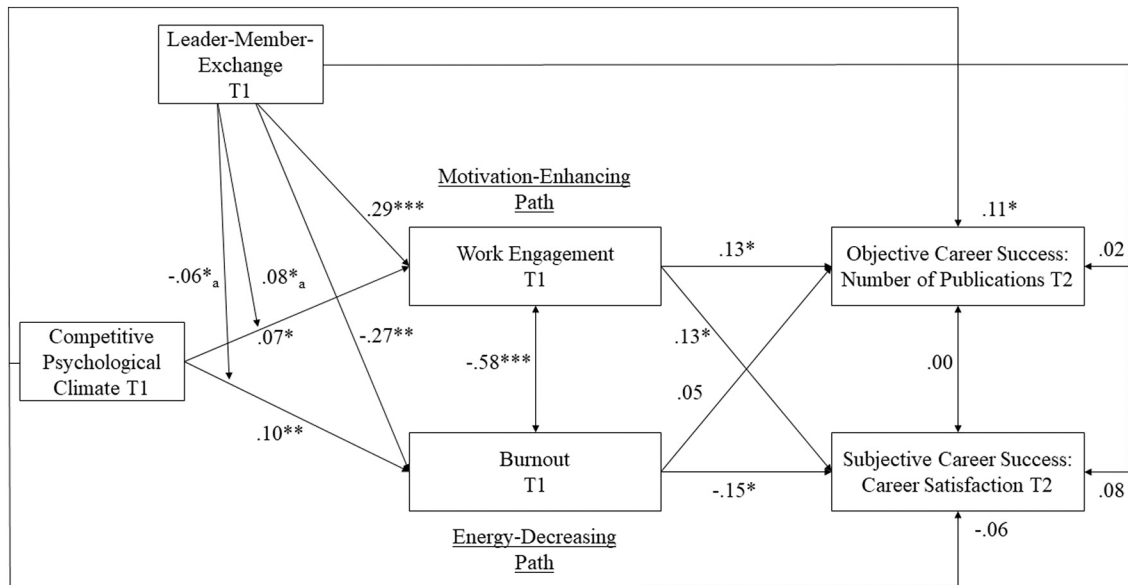 Leader-Member-
Exchange
T1
Motivation-Enhancing
Path
.29***
.11*
Work Engagement
T1
.13*
Objective Career Success:
Number of Publications T2
.02
-.06*a
.08*a
Competitive
Psychological
Climate T1
.07*
-.27**
-.58***
.13*
.05
.00
.10**
Burnout
T1
-.15*
Subjective Career Success:
Career Satisfaction T2
.08
Energy-Decreasing
Path
-.06